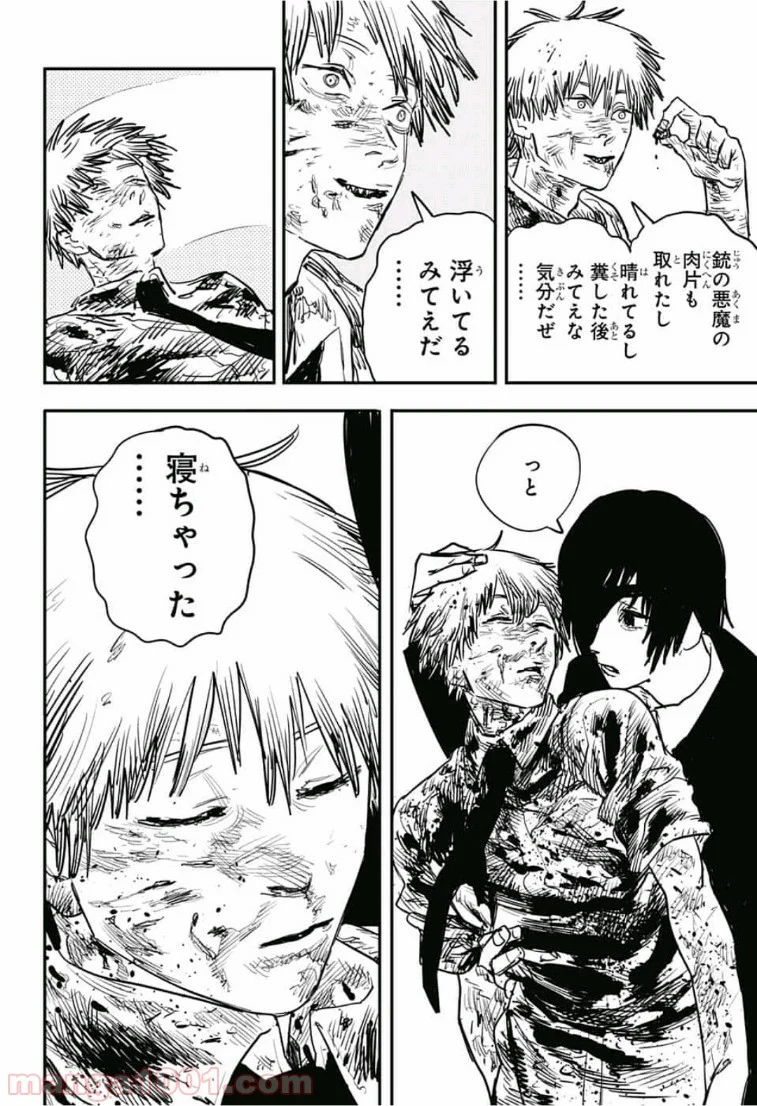 銃の悪魔の
肉片も
取れたし
晴れてるし
糞した後
みてえな
気分だぜ
……
浮いてる
みてえだ
……
つと
寝ちゃった
……
manga1001.com